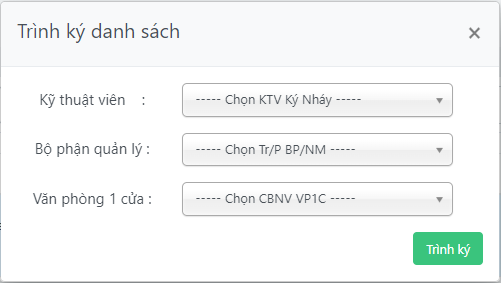 Trình ký danh sách ×
Kỹ thuật viên : ----- Chọn KTV Ký Nháy -----
Bộ phận quản lý : ----- Chọn Tr/P BP/NM -----
Văn phòng 1 cửa : ----- Chọn CBNV VP1C -----
Trình ký